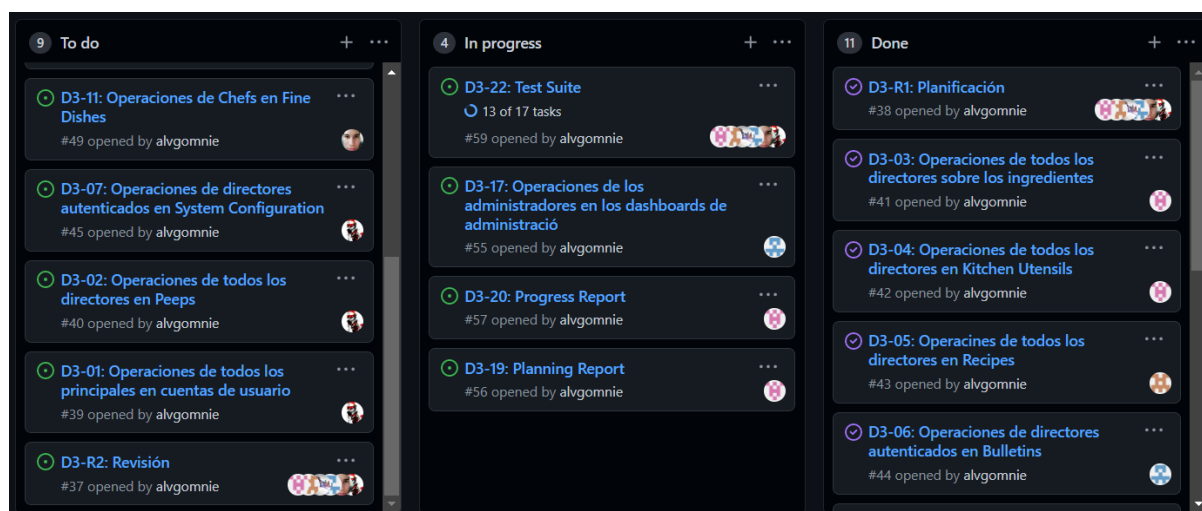 9 To do
D3-11: Operaciones de Chefs en Fine
Dishes
#49 opened by alvgomnie
D3-07: Operaciones de directores
autenticados en System Configuration
#45 opened by alvgomnie
D3-02: Operaciones de todos los
directores en Peeps
#40 opened by alvgomnie
D3-01: Operaciones de todos los
principales en cuentas de usuario
#39 opened by alvgomnie
D3-R2: Revisión
#37 opened by alvgomnie
4 In progress
D3-22: Test Suite
13 of 17 tasks
#59 opened by alvgomnie
D3-17: Operaciones de los
administradores en los dashboards de
administració
#55 opened by alvgomnie
D3-20: Progress Report
#57 opened by alvgomnie
D3-19: Planning Report
#56 opened by alvgomnie
11 Done
D3-R1: Planificación
#38 opened by alvgomnie
D3-03: Operaciones de todos los
directores sobre los ingredientes
#41 opened by alvgomnie
D3-04: Operaciones de todos los
directores en Kitchen Utensils
#42 opened by alvgomnie
D3-05: Operacines de todos los
directores en Recipes
#43 opened by alvgomnie
D3-06: Operaciones de directores
autenticados en Bulletins
#44 opened by alvgomnie